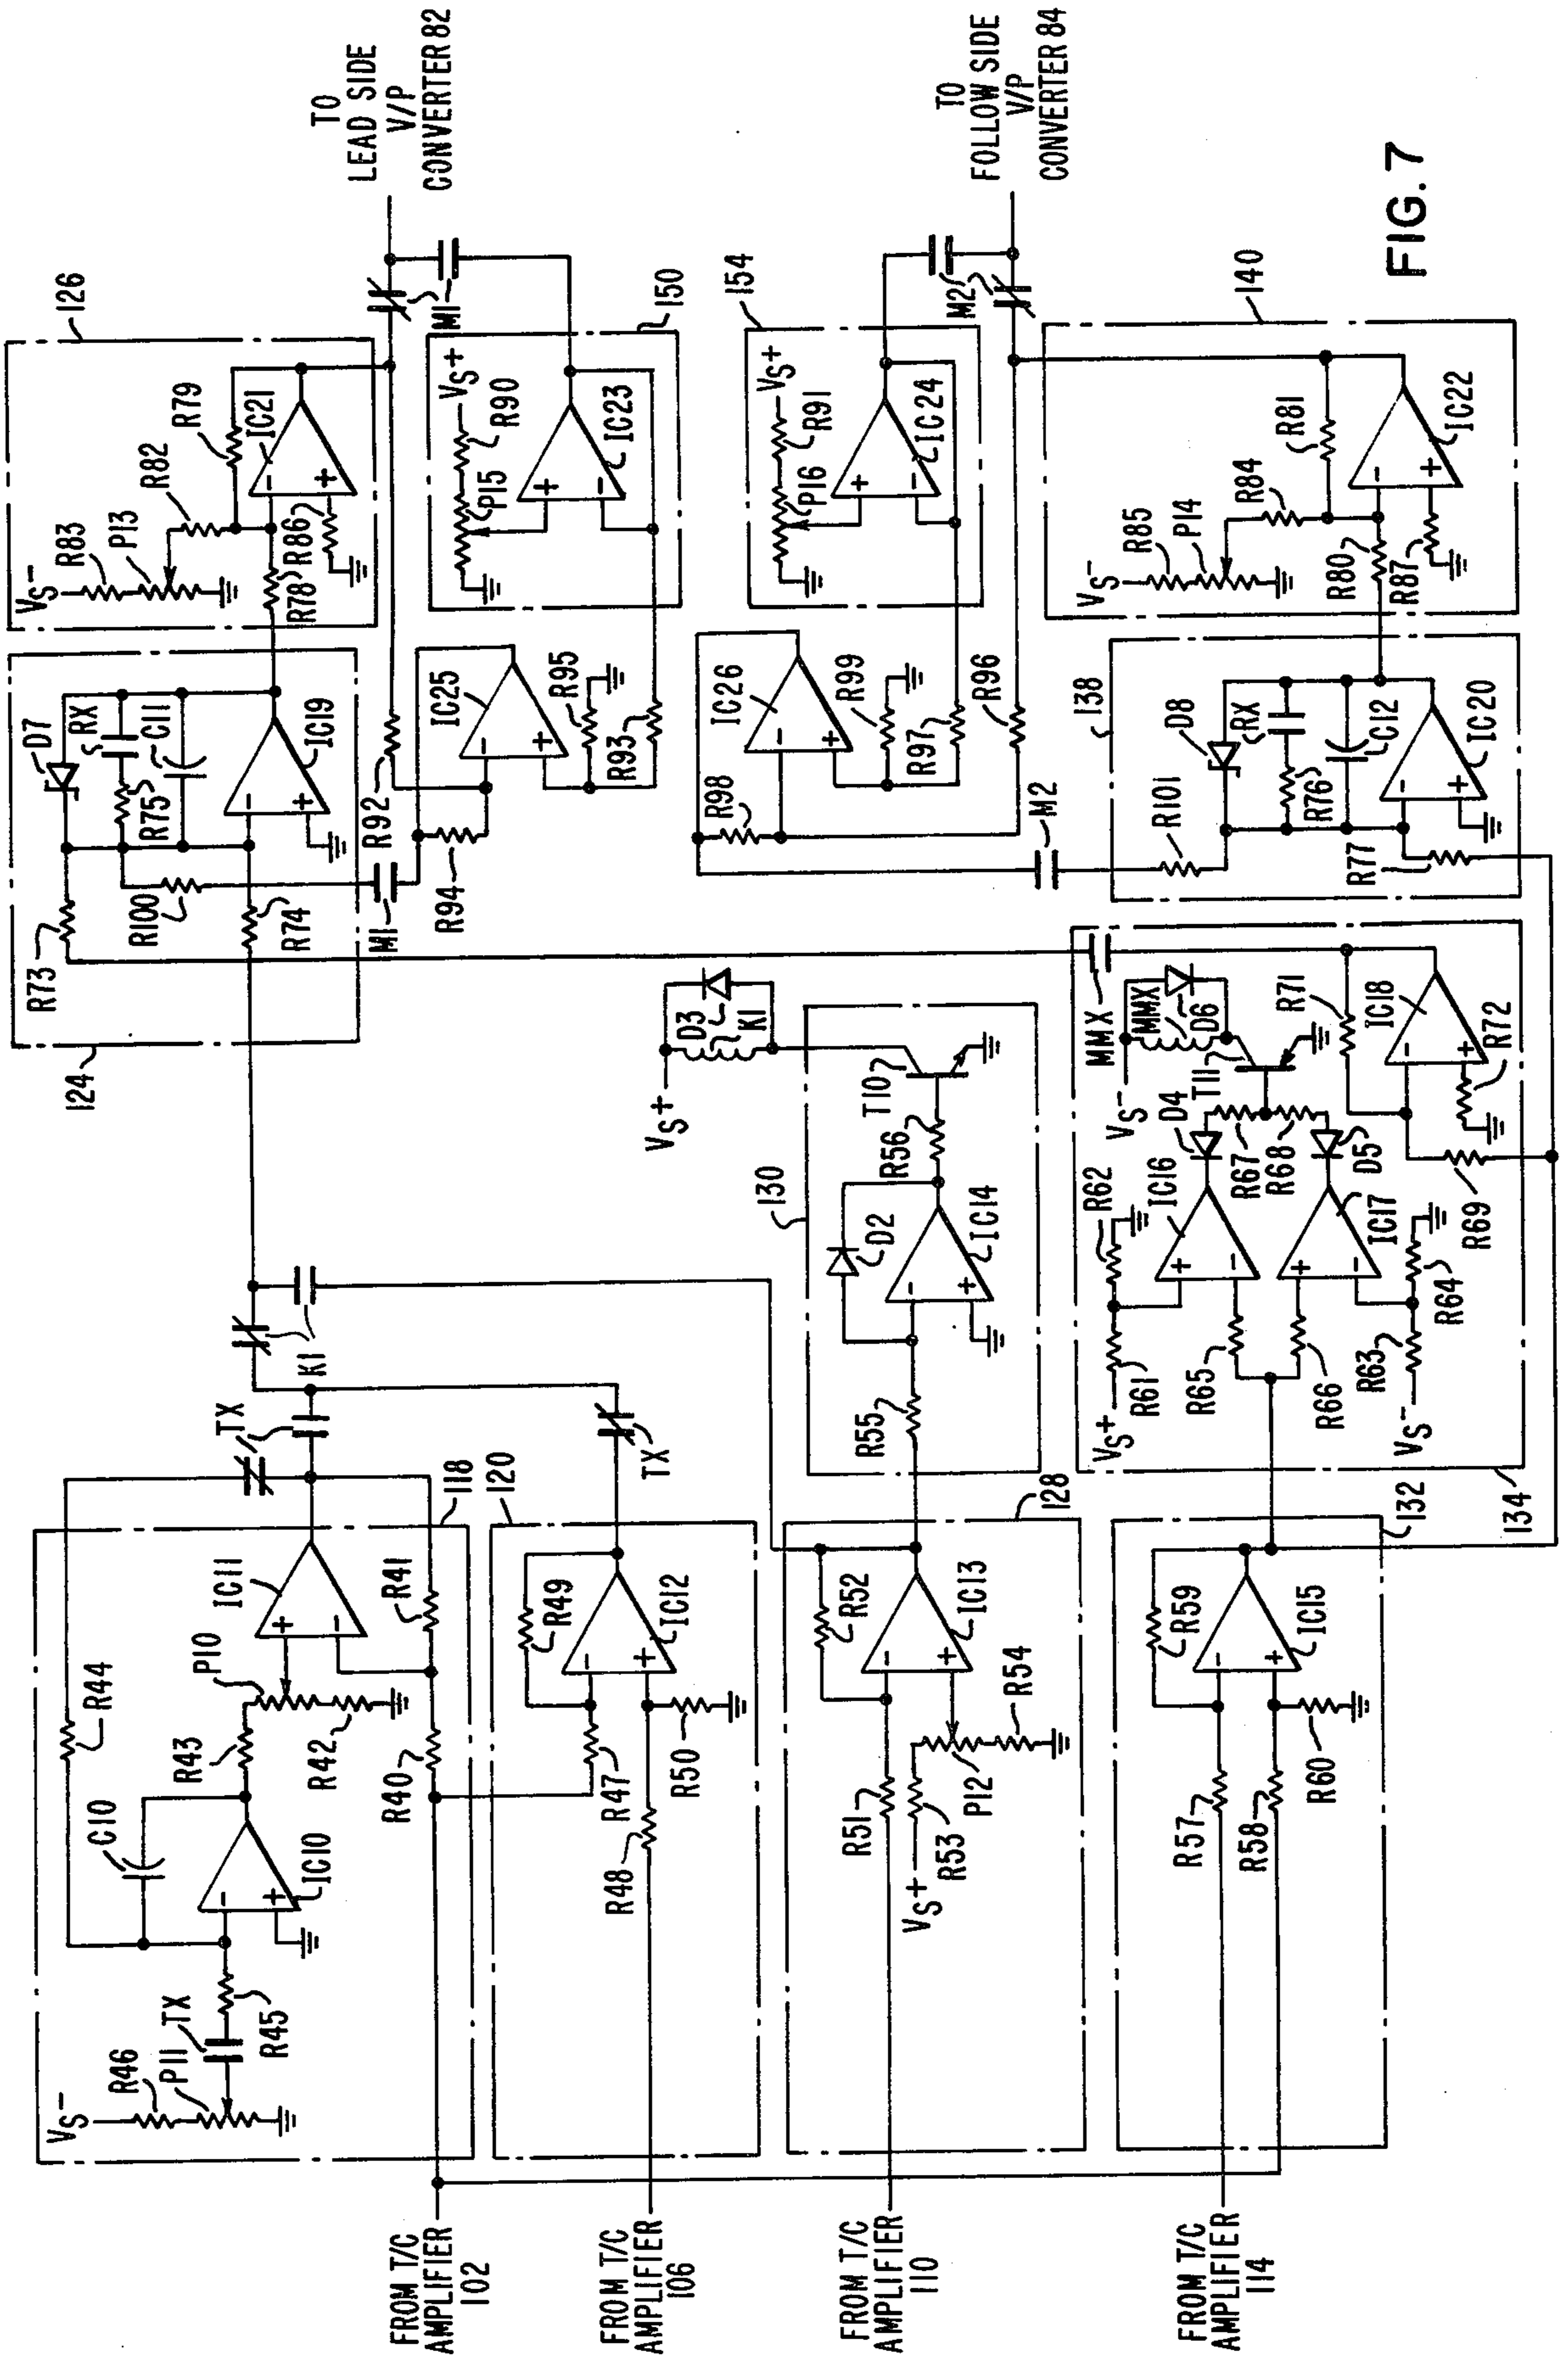 TO
LEAD SIDE
V/P
CONVERTER 82
TO
FOLLOW SIDE
V/P
CONVERTER 84
FIG. 7
126
VS-
R83
P13
R82
R79
IC21
R78
R86
M1
150
VS+
R90
P15
IC23
154
VS+
R91
P16
IC24
M2
140
VS-
R85
P14
R84
R81
R80
R87
IC22
124
R73
D7
RX
R75
C11
IC19
R100
R74
M1
R92
R94
IC25
R95
R93
IC26
R98
R99
R97
R96
M2
138
R101
D8
RX
R76
C12
IC20
R77
VS+
D3
K1
130
T10
R56
D2
IC14
R55
MMX
VS-
MMX
D6
T11
D4
R67
R68
D5
R71
IC18
R72
R69
R62
IC16
IC17
R61
VS+
R65
R66
R63
R64
VS-
134
K1
TX
TX
118
R44
C10
IC10
R43
P10
R42
IC11
R41
R40
VS-
R46
P11
TX
R45
120
R49
IC12
R47
R48
R50
128
R52
IC13
R51
VS+
R53
P12
R54
132
R59
IC15
R57
R58
R60
FROM T/C
AMPLIFIER
102
FROM T/C
AMPLIFIER
106
FROM T/C
AMPLIFIER
110
FROM T/C
AMPLIFIER
114